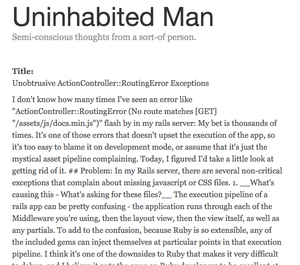 Uninhabited Man
Semi-conscious thoughts from a sort-of person.
Title:
Unobtrusive ActionController::RoutingError Exceptions
I don't know how many times I've seen an error like
"ActionController::RoutingError (No route matches [GET]
"/assets/js/docs.min.js")" flash by in my rails server: My bet is thousands of
times. It's one of those errors that doesn't upset the execution of the app, so
it's too easy to blame it on development mode, or assume that it's just the
mystical asset pipeline complaining. Today, I figured I'd take a little look at
getting rid of it. ## Problem: In my Rails server, there are several non-critical
exceptions that complain about missing javascript or CSS files. 1. __What's
causing this - What's asking for these files?__ The execution pipeline of a
rails app can be pretty confusing - the application runs through each of the
Middleware you're using, then the layout view, then the view itself, as well as
any partials. To add to the confusion, because Ruby is so extensible, any of
the included gems can inject themselves at particular points in that execution
pipeline. I think it's one of the downsides to Ruby that makes it very difficult